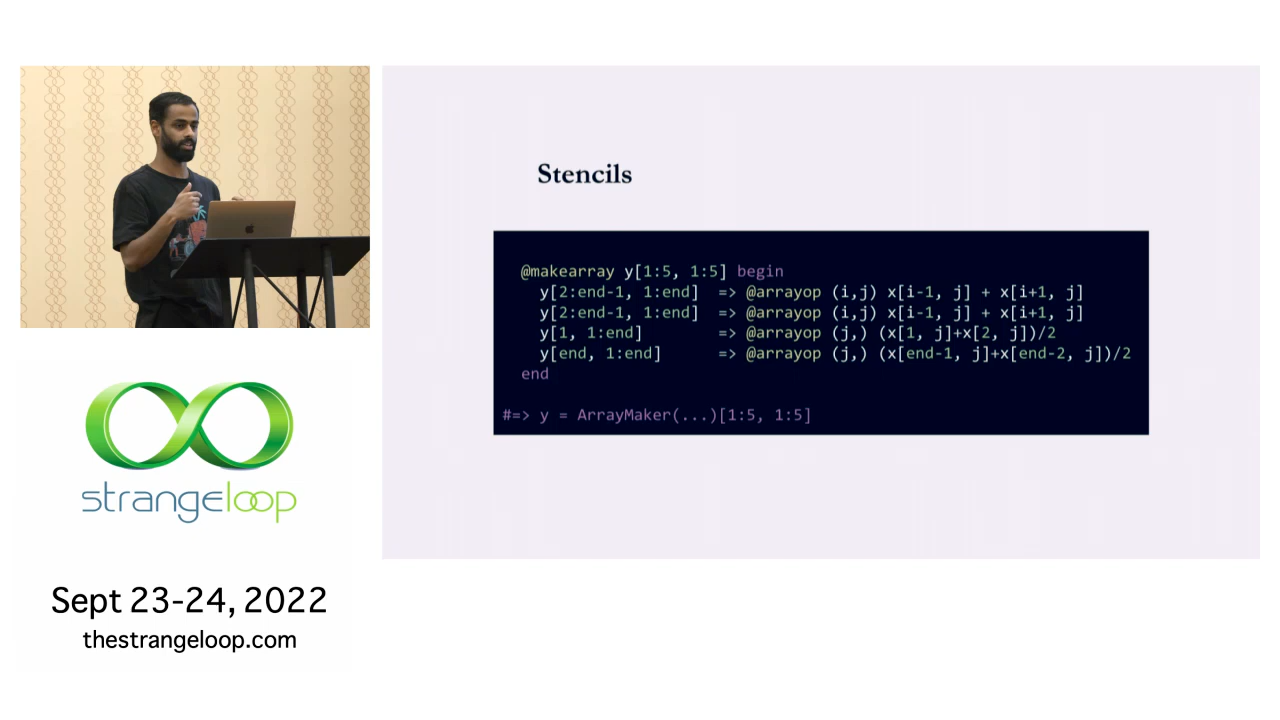 Stencils
@makearray y[1:5, 1:5] begin
y[2:end-1, 1:end] => @arrayop (i,j) x[i-1, j] + x[i+1, j]
y[2:end-1, 1:end] => @arrayop (i,j) x[i-1, j] + x[i+1, j]
y[1, 1:end] => @arrayop (j,) (x[1, j]+x[2, j])/2
y[end, 1:end] => @arrayop (j,) (x[end-1, j]+x[end-2, j])/2
end
#=> y = ArrayMaker(...)[1:5, 1:5]
strangeloop
Sept 23-24, 2022
thestrangeloop.com